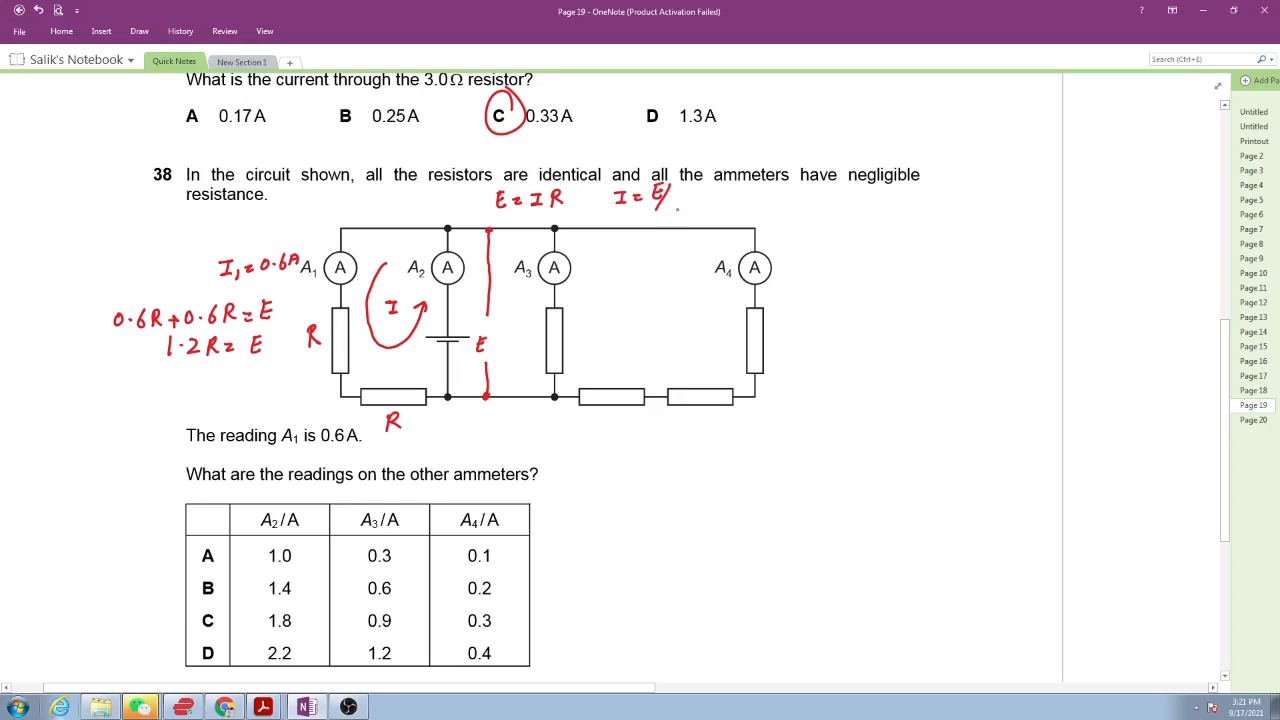 Page 19 - OneNote (Product Activation Failed)
File Home Insert Draw History Review View
Salik's Notebook Quick Notes New Section 1
Search (Ctrl+E)
Add Pa
What is the current through the 3.0 Ω resistor?
A 0.17 A B 0.25 A C 0.33 A D 1.3 A
38 In the circuit shown, all the resistors are identical and all the ammeters have negligible
resistance.
E = I R I = E/
I₁ = 0.6A A₁ A A₂ A A₃ A A₄ A
I
0.6R + 0.6R = E
1.2R = E
R
E
R
The reading A₁ is 0.6 A.
What are the readings on the other ammeters?
A₂/A A₃/A A₄/A
A 1.0 0.3 0.1
B 1.4 0.6 0.2
C 1.8 0.9 0.3
D 2.2 1.2 0.4
Untitled
Untitled
Printout
Page 2
Page 3
Page 4
Page 5
Page 6
Page 7
Page 8
Page 9
Page 10
Page 11
Page 12
Page 13
Page 14
Page 15
Page 16
Page 17
Page 18
Page 19
Page 20
3:21 PM
9/17/2021